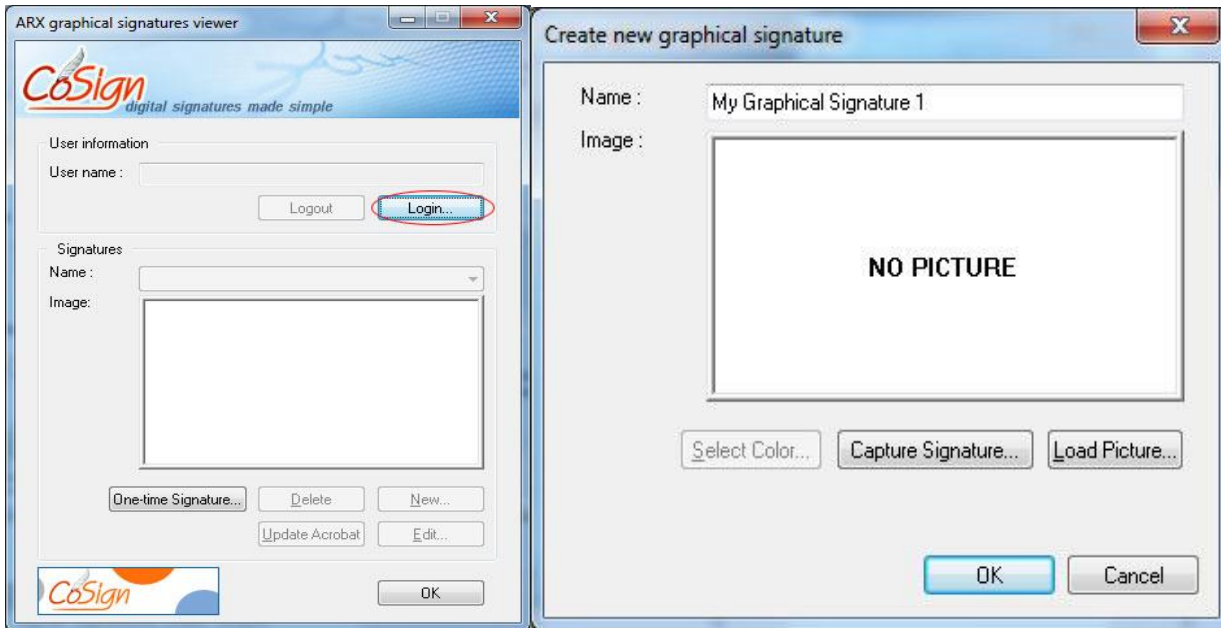 ARX graphical signatures viewer
CoSign
digital signatures made simple
User information
User name :
Logout
Login...
Signatures
Name :
Image:
One-time Signature...
Delete
New...
Update Acrobat
Edit...
CoSign
OK
Create new graphical signature
Name :
My Graphical Signature 1
Image :
NO PICTURE
Select Color...
Capture Signature...
Load Picture...
OK
Cancel